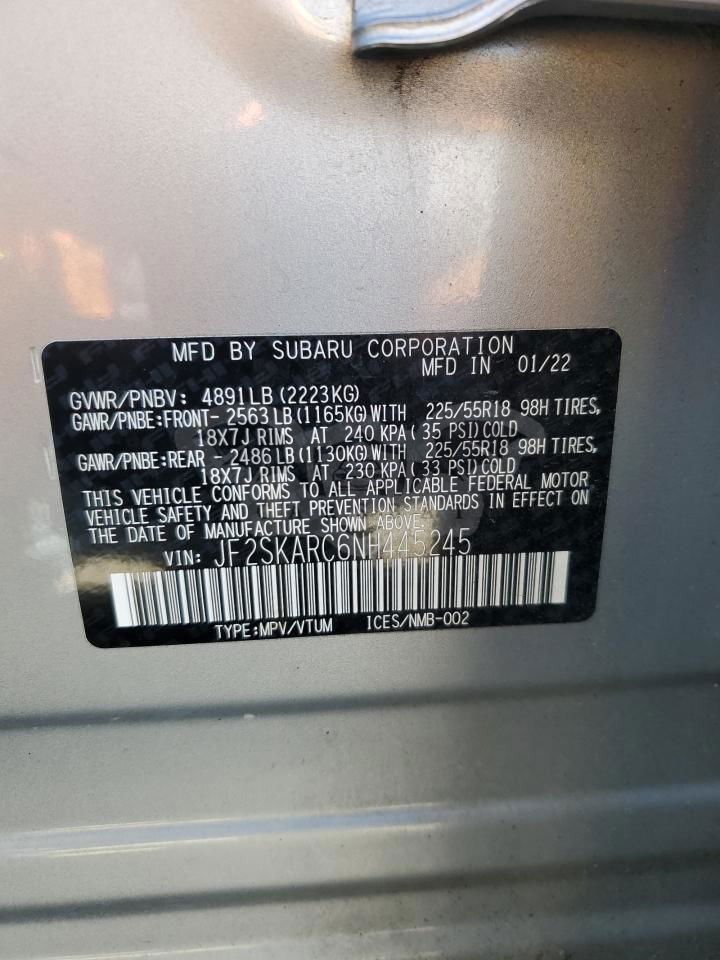 MFD BY SUBARU CORPORATION
MFD IN 01/22
GVWR/PNBV: 4891LB (2223KG)
GAWR/PNBE:FRONT- 2563 LB (1165KG) WITH 225/55R18 98H TIRES,
18X7J RIMS AT 240 KPA ( 35 PSI) COLD
GAWR/PNBE:REAR - 2486 LB (1130KG) WITH 225/55R18 98H TIRES,
18X7J RIMS AT 230 KPA ( 33 PSI) COLD
THIS VEHICLE CONFORMS TO ALL APPLICABLE FEDERAL MOTOR
VEHICLE SAFETY AND THEFT PREVENTION STANDARDS IN EFFECT ON
THE DATE OF MANUFACTURE SHOWN ABOVE.
VIN: JF2SKARC6NH445245
TYPE:MPV/VTUM ICES/NMB-002